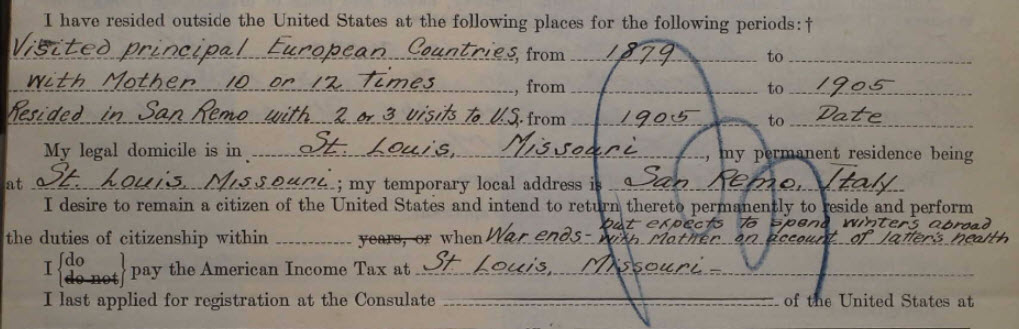 I have resided outside the United States at the following places for the following periods: †
Visited principal European Countries, from 1879 to
With Mother 10 or 12 Times, from to 1905
Resided in San Remo with 2 or 3 visits to U.S. from 1905 to Date
My legal domicile is in St. Louis, Missouri, my permanent residence being
at St. Louis, Missouri; my temporary local address is San Remo, Italy
I desire to remain a citizen of the United States and intend to return thereto permanently to reside and perform
but expects to spend winters abroad
the duties of citizenship within years, or when War ends - with Mother on account of latter's health
I {do do not} pay the American Income Tax at St Louis, Missouri -
I last applied for registration at the Consulate of the United States at